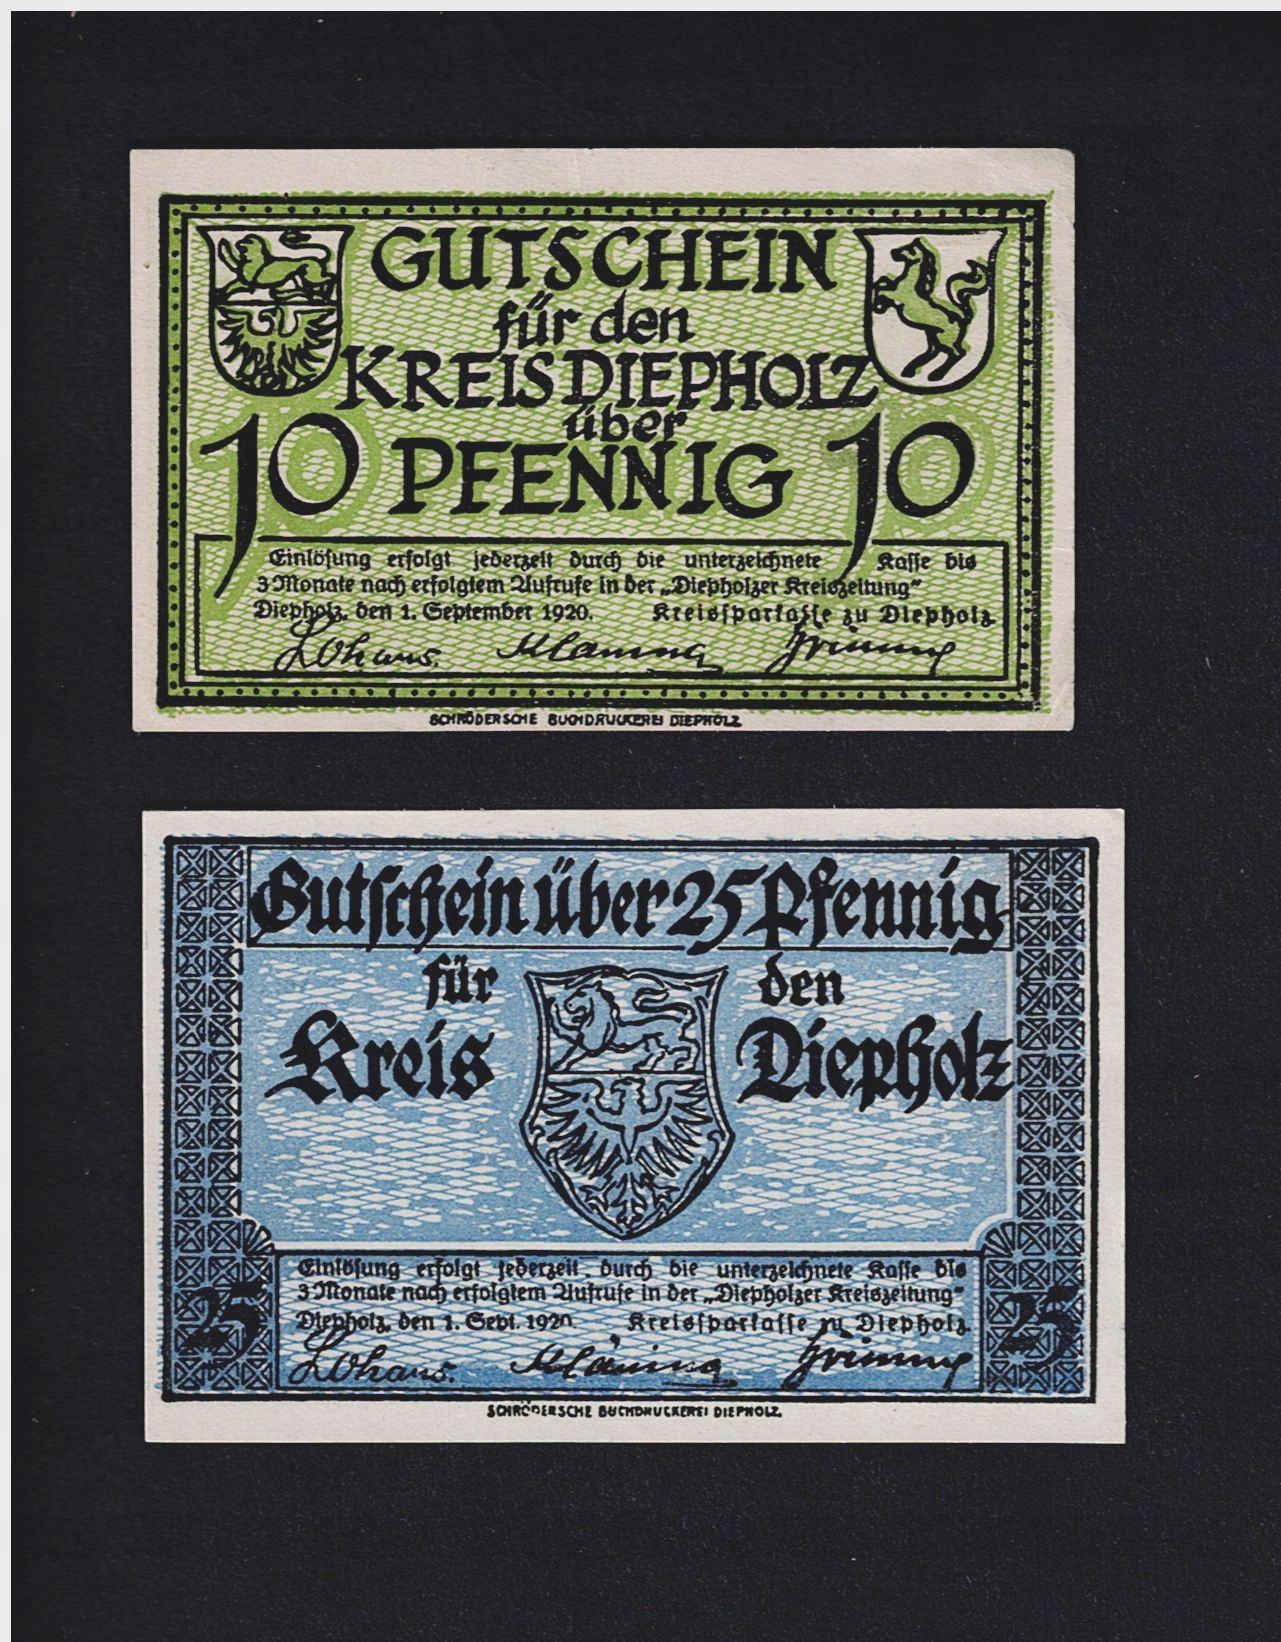 GUTSCHEIN
für den
KREIS DIEPHOLZ
über
10 PFENNIG 10
Einlösung erfolgt jederzeit durch die unterzeichnete Kasse bis
3 Monate nach erfolgtem Aufrufe in der „Diepholzer Kreiszeitung“
Diepholz, den 1. September 1920. Kreissparkasse zu Diepholz.
SCHRÖDERSCHE BUCHDRUCKEREI DIEPHOLZ
Gutschein über 25 Pfennig
für den
Kreis Diepholz
Einlösung erfolgt jederzeit durch die unterzeichnete Kasse bis
3 Monate nach erfolgtem Aufrufe in der „Diepholzer Kreiszeitung“
Diepholz, den 1. Sept. 1920. Kreissparkasse zu Diepholz.
25 25
SCHRÖDERSCHE BUCHDRUCKEREI DIEPHOLZ